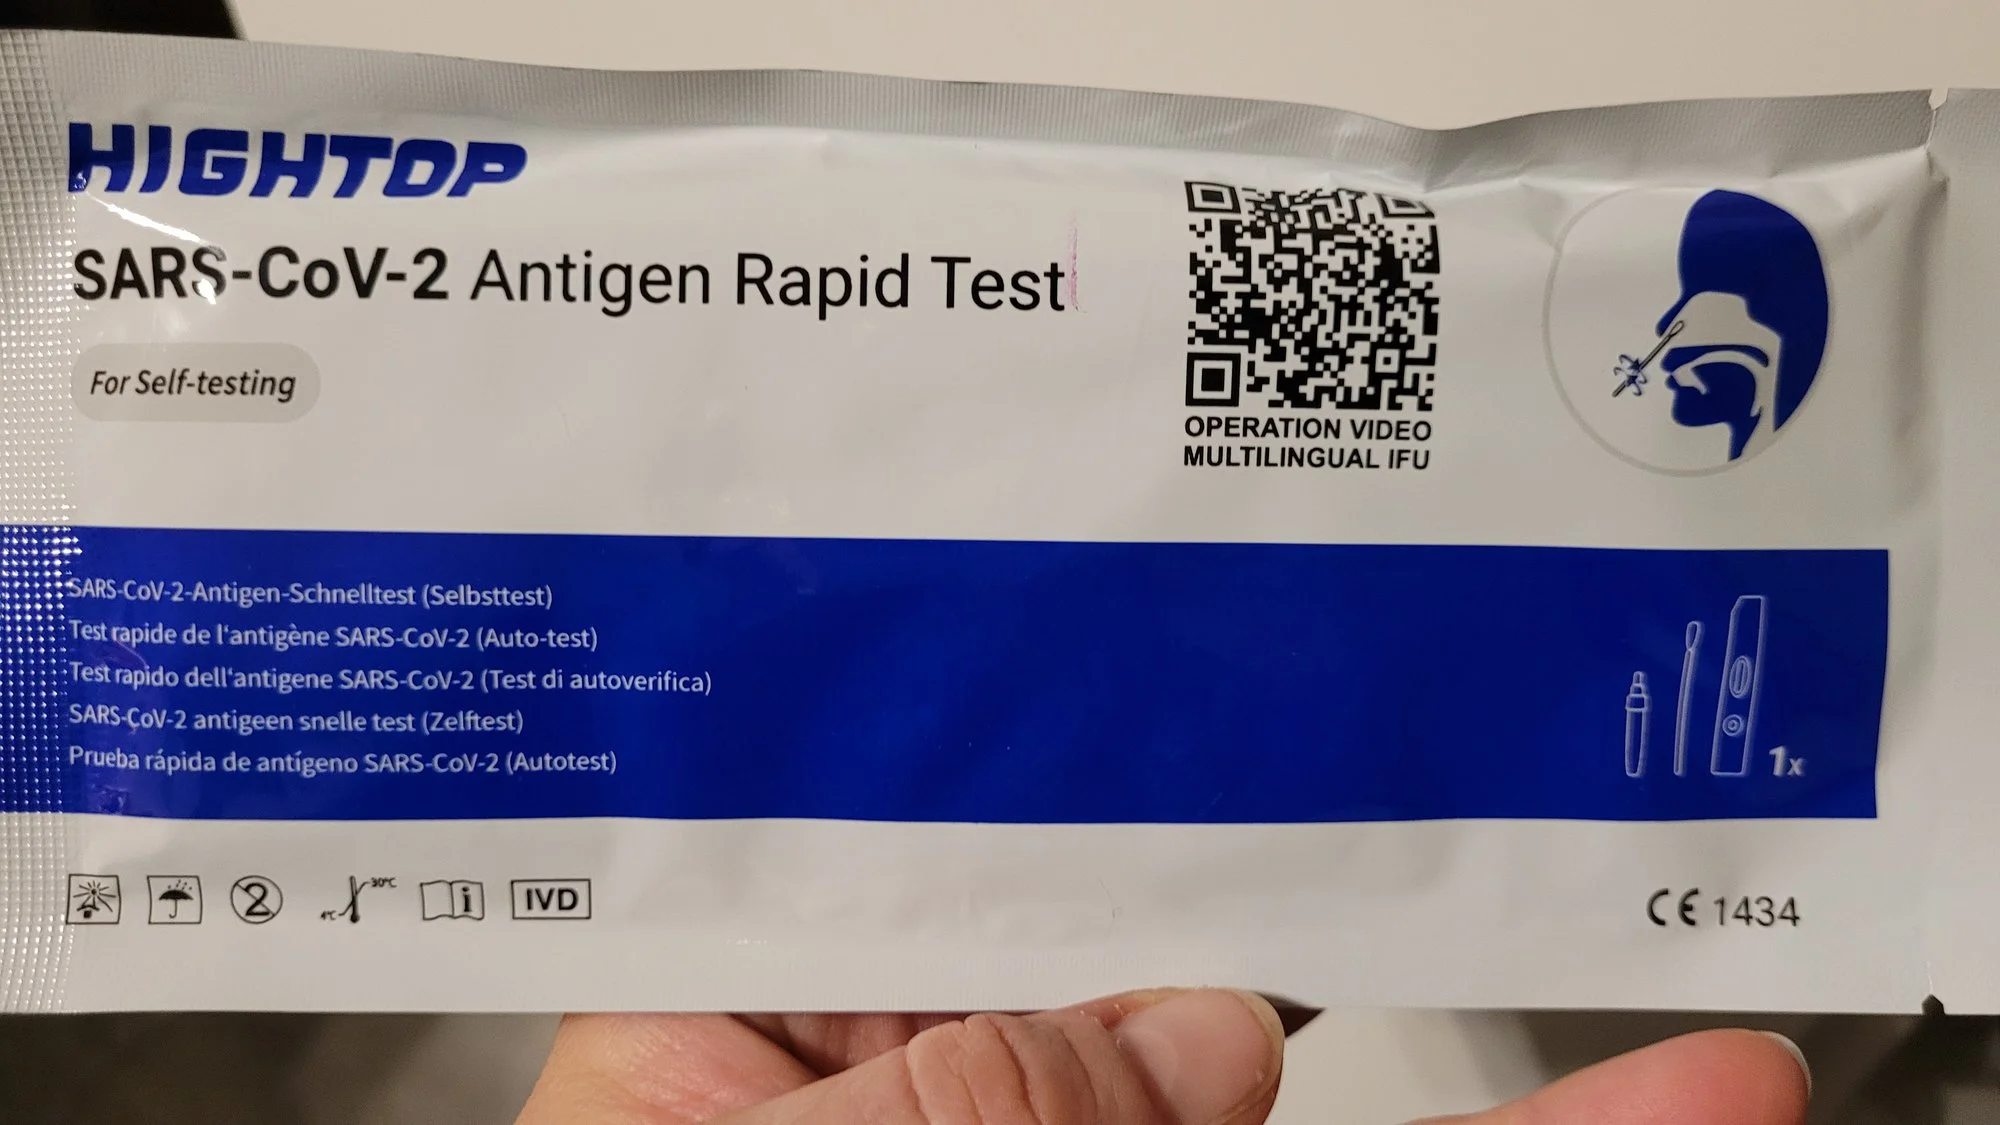 HIGHTOP
SARS-CoV-2 Antigen Rapid Test
For Self-testing
OPERATION VIDEO
MULTILINGUAL IFU
SARS-CoV-2-Antigen-Schnelltest (Selbsttest)
Test rapide de l'antigène SARS-CoV-2 (Auto-test)
Test rapido dell'antigene SARS-CoV-2 (Test di autoverifica)
SARS-CoV-2 antigeen snelle test (Zelftest)
Prueba rápida de antígeno SARS-CoV-2 (Autotest)
1x
2
4°C
30°C
i
IVD
CE 1434